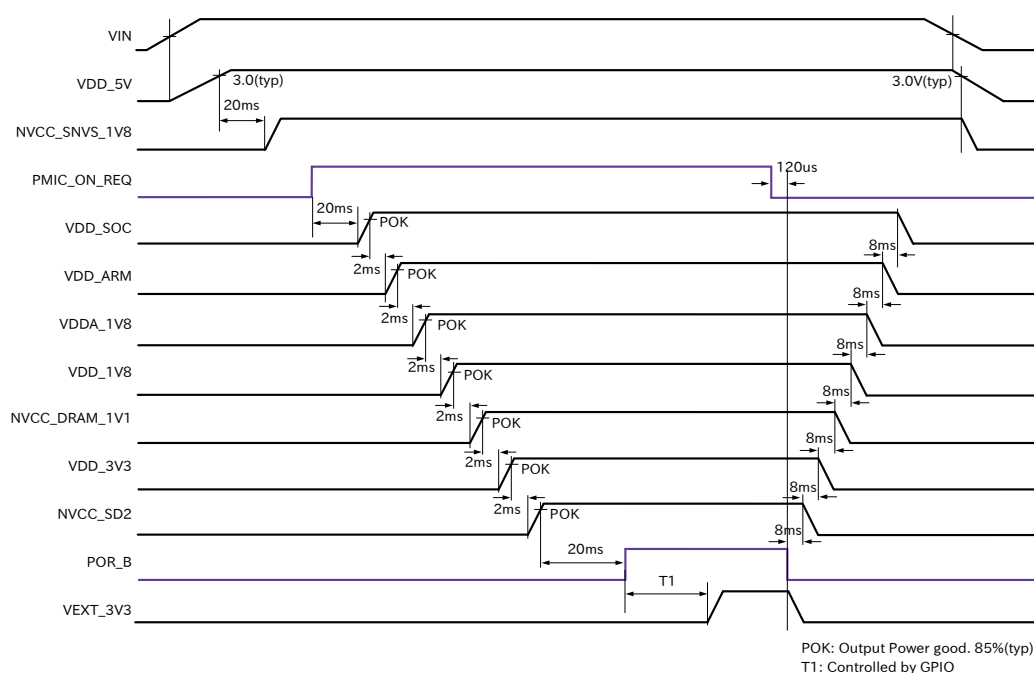 VIN
VDD_5V
3.0(typ)
3.0V(typ)
20ms
NVCC_SNVS_1V8
PMIC_ON_REQ
120us
20ms
VDD_SOC
POK
8ms
2ms
VDD_ARM
POK
8ms
2ms
VDDA_1V8
POK
8ms
2ms
VDD_1V8
POK
8ms
2ms
NVCC_DRAM_1V1
POK
8ms
2ms
VDD_3V3
POK
8ms
2ms
NVCC_SD2
POK
8ms
20ms
POR_B
T1
VEXT_3V3
POK: Output Power good. 85%(typ)
T1: Controlled by GPIO